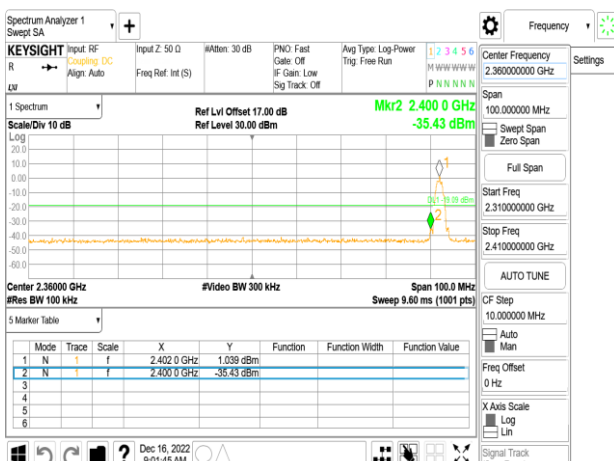 Spectrum Analyzer 1
Swept SA
Frequency
KEYSIGHT
R
Input: RF
Coupling: DC
Align: Auto
Input Z: 50 Ω
Freq Ref: Int (S)
#Atten: 30 dB
PNO: Fast
Gate: Off
IF Gain: Low
Sig Track: Off
Avg Type: Log-Power
Trig: Free Run
1 2 3 4 5 6
M W W W W W
P N N N N N
Center Frequency
2.360000000 GHz
Settings
Span
100.000000 MHz
Swept Span
Zero Span
Full Span
Start Freq
2.310000000 GHz
Stop Freq
2.410000000 GHz
AUTO TUNE
CF Step
10.000000 MHz
Auto
Man
Freq Offset
0 Hz
X Axis Scale
Log
Lin
Signal Track
1 Spectrum
Scale/Div 10 dB
Ref Lvl Offset 17.00 dB
Ref Level 30.00 dBm
Mkr2 2.400 0 GHz
-35.43 dBm
Log
20.0
10.0
0.00
-10.0
-20.0
-30.0
-40.0
-50.0
-60.0
1
2
Center 2.36000 GHz
#Res BW 100 kHz
#Video BW 300 kHz
Span 100.0 MHz
Sweep 9.60 ms (1001 pts)
5 Marker Table
Mode Trace Scale X Y Function Function Width Function Value
1 N 1 f 2.402 0 GHz 1.039 dBm
2 N 1 f 2.400 0 GHz -35.43 dBm
3
4
5
6
?
Dec 16, 2022
9:01:45 AM